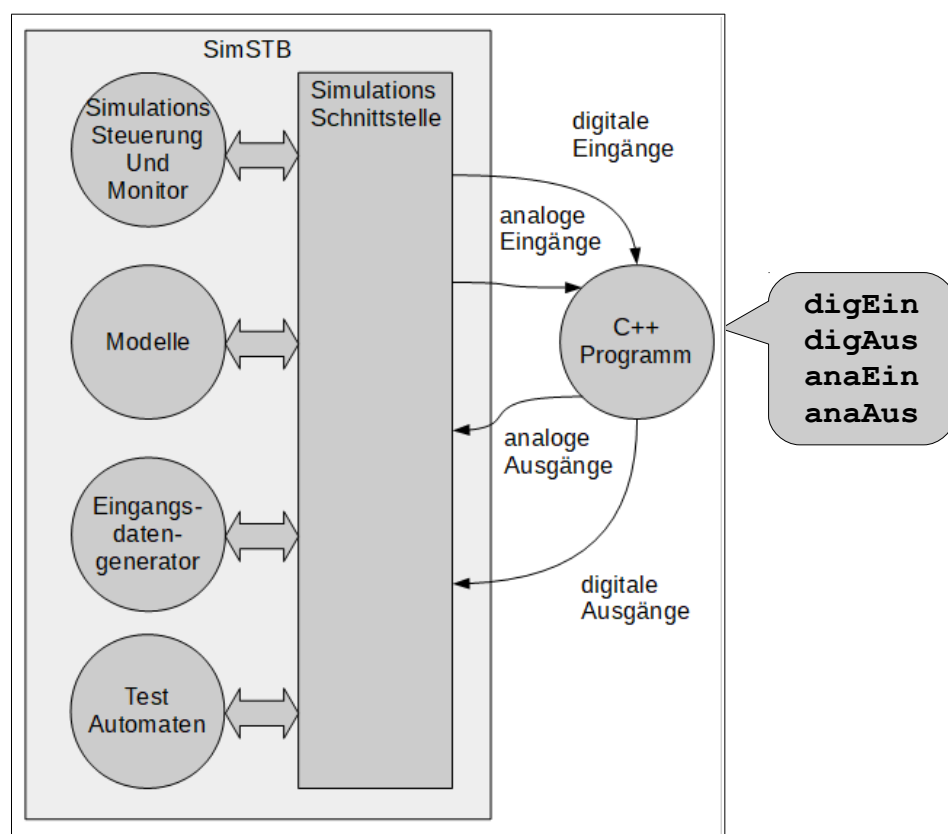 SimSTB
Simulations
Steuerung
Und
Monitor
Simulations
Schnittstelle
digitale
Eingänge
analoge
Eingänge
Modelle
C++
Programm
digEin
digAus
anaEin
anaAus
analoge
Ausgänge
Eingangs-
daten-
generator
digitale
Ausgänge
Test
Automaten